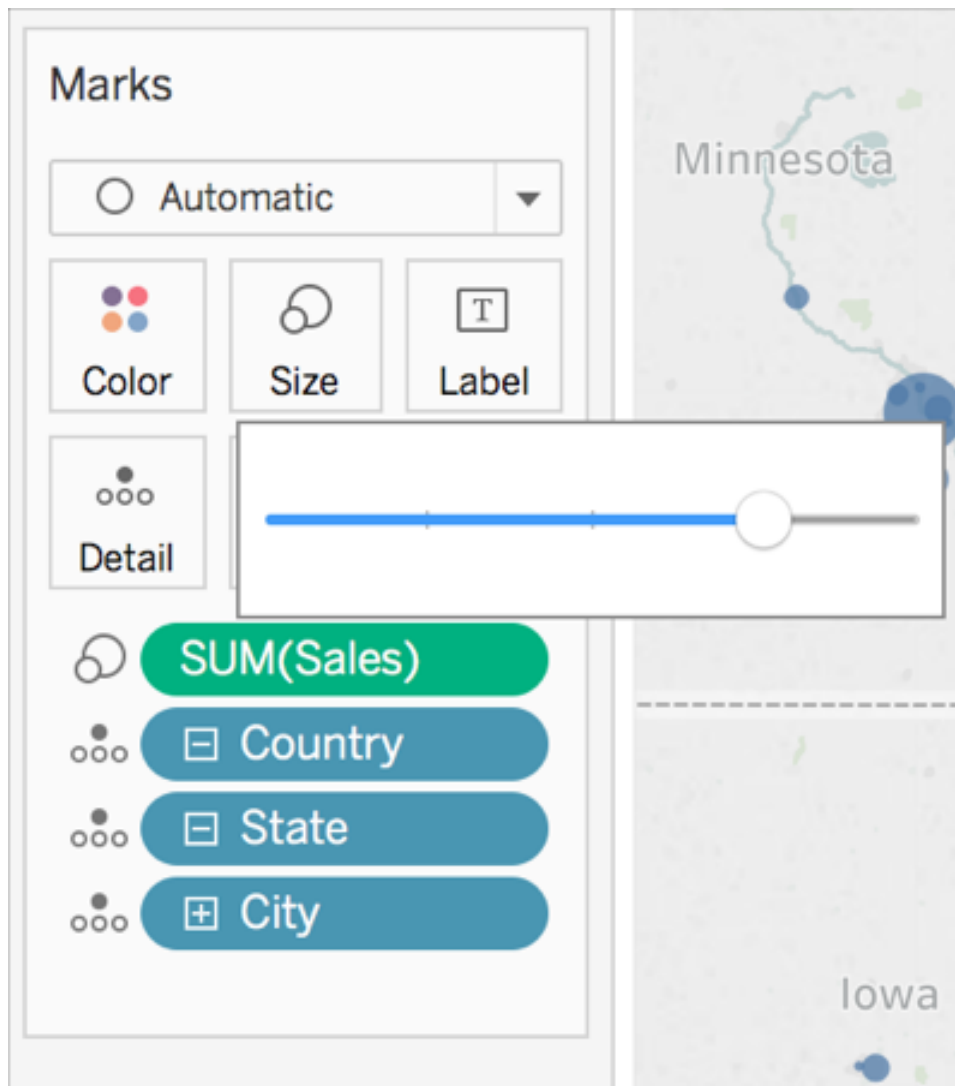 Marks
Automatic
Color Size Label
Detail
SUM(Sales)
Country
State
City
Minnesota
Iowa